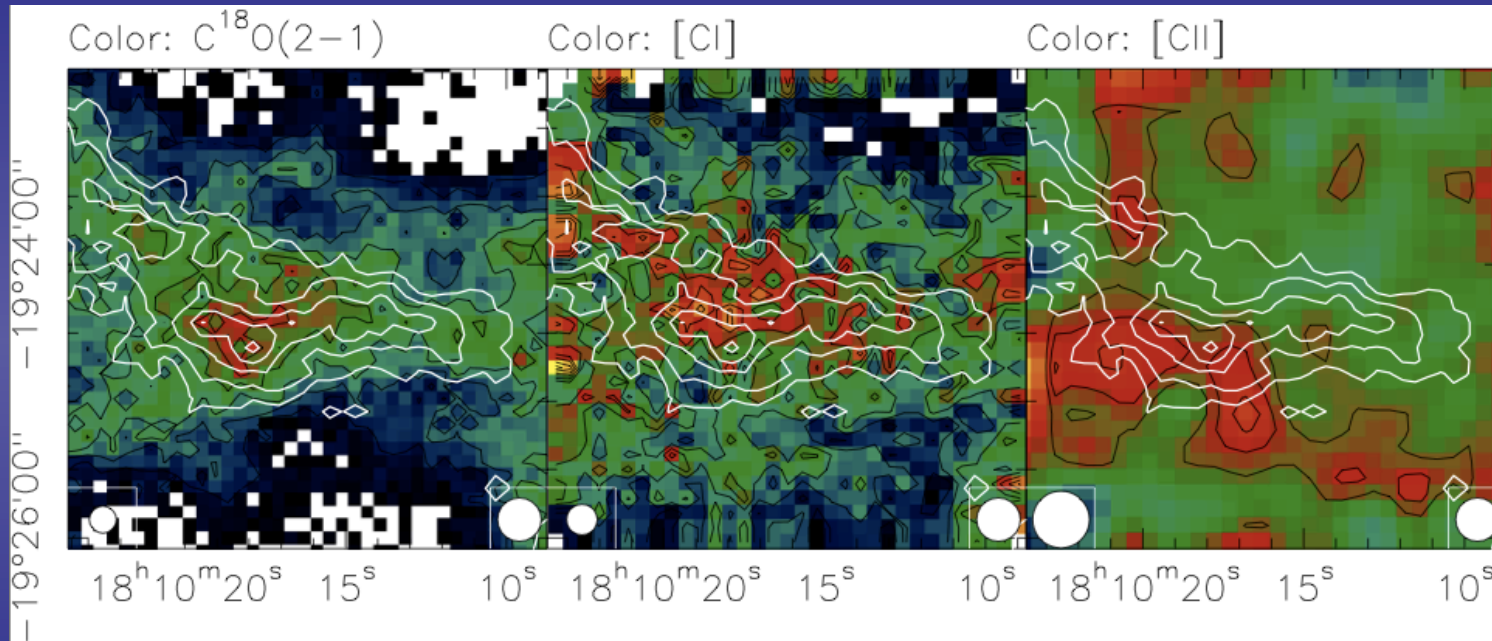 Color: C¹⁸O(2−1)
Color: [CI]
Color: [CII]
−19°24'00"
−19°26'00"
18ʰ10ᵐ20ˢ 15ˢ 10ˢ
18ʰ10ᵐ20ˢ 15ˢ 10ˢ
18ʰ10ᵐ20ˢ 15ˢ 10ˢ